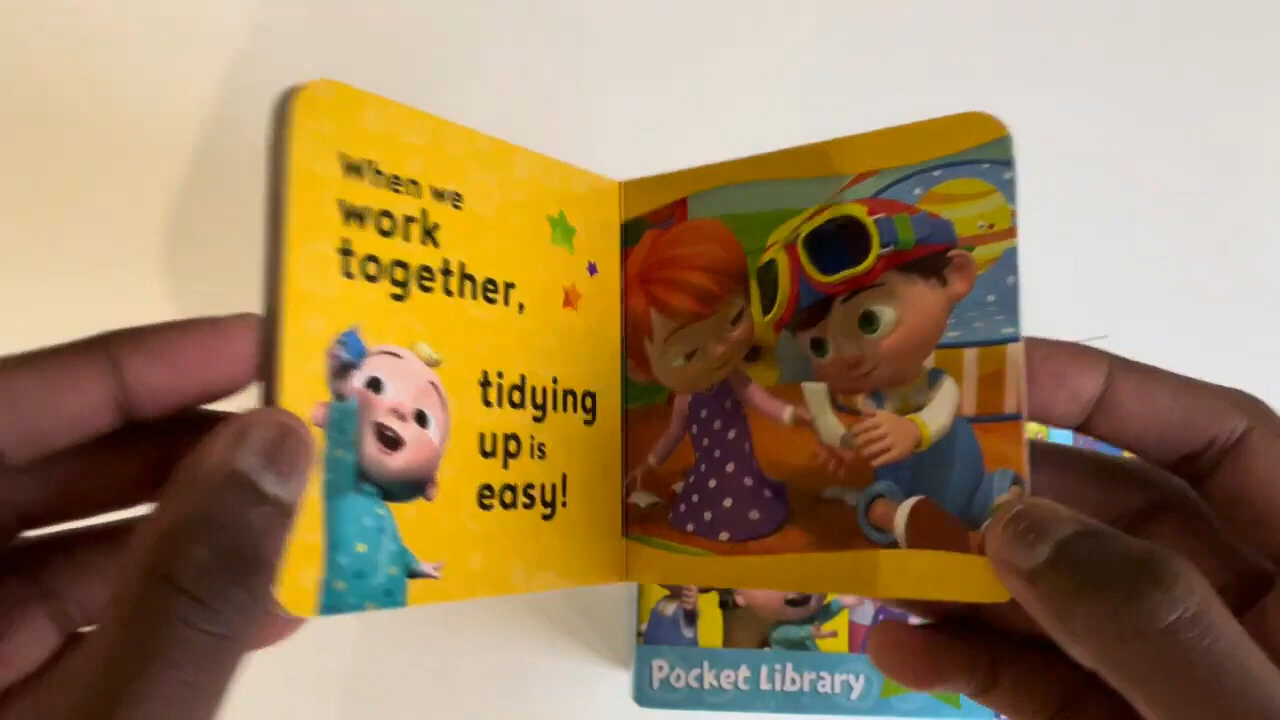 When we
work
together,
tidying
up is
easy!
Pocket Library